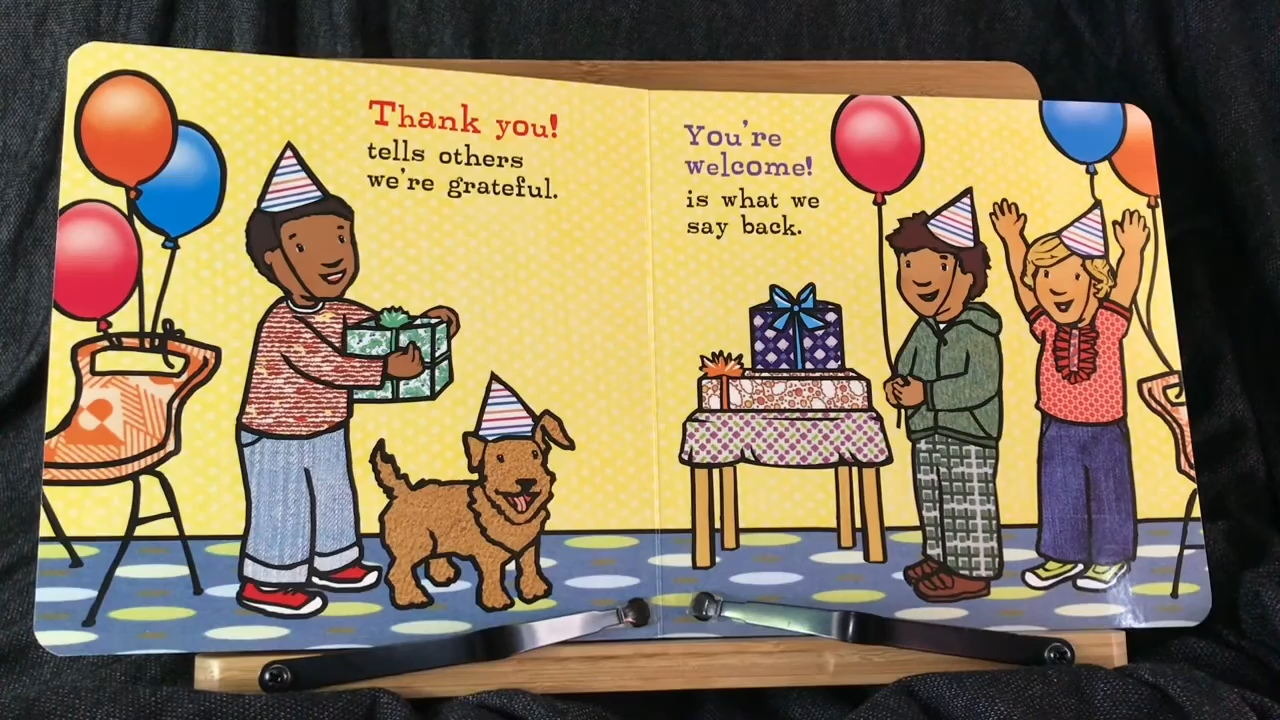 Thank you!
tells others
we're grateful.
You're
welcome!
is what we
say back.